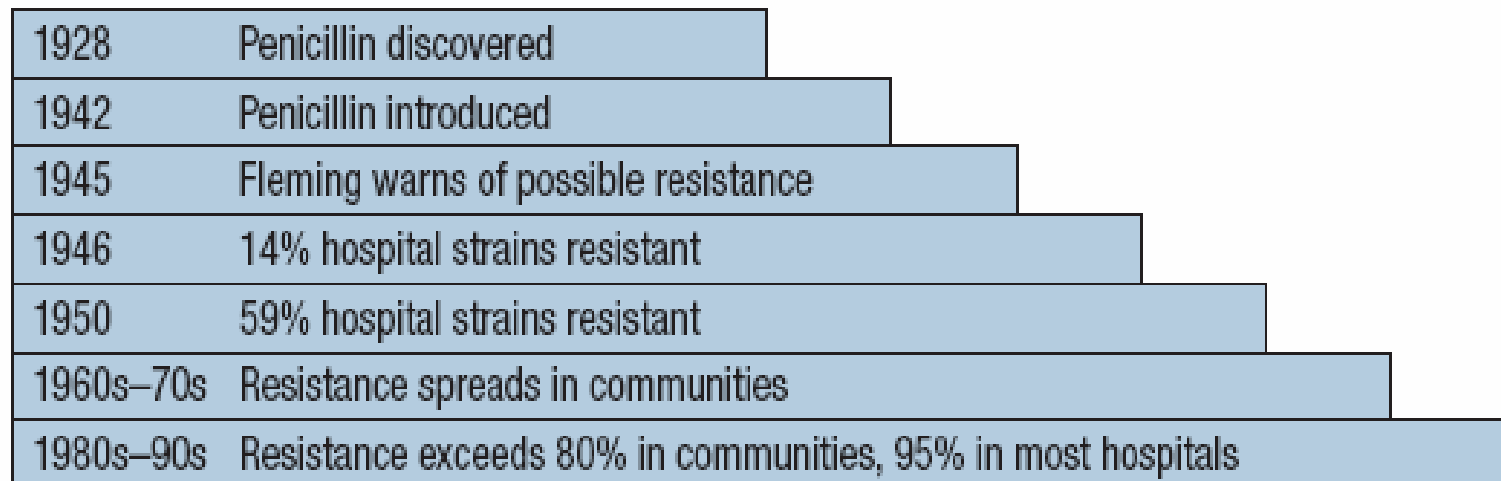 1928 Penicillin discovered
1942 Penicillin introduced
1945 Fleming warns of possible resistance
1946 14% hospital strains resistant
1950 59% hospital strains resistant
1960s–70s Resistance spreads in communities
1980s–90s Resistance exceeds 80% in communities, 95% in most hospitals